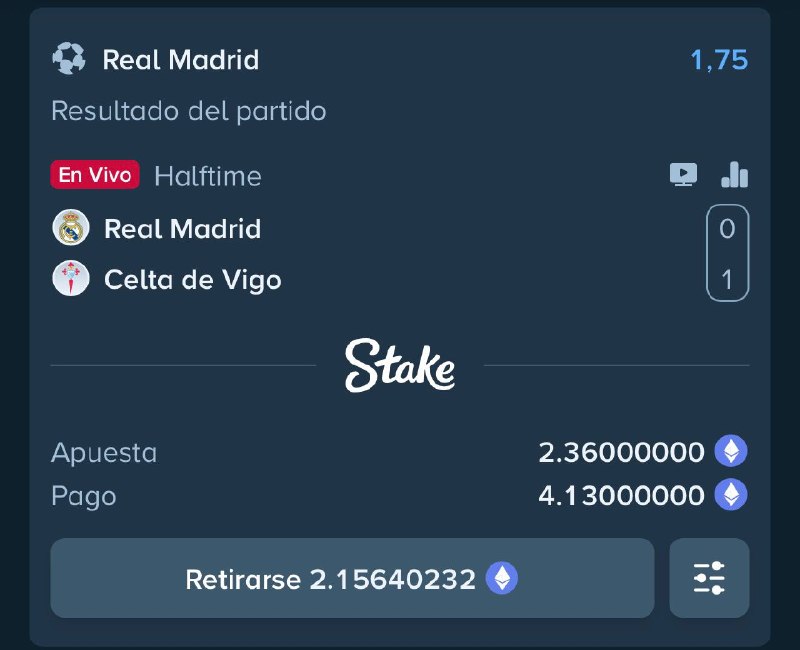 Real Madrid 1,75
Resultado del partido
En Vivo Halftime
Real Madrid 0
Celta de Vigo 1
Stake
Apuesta 2.36000000
Pago 4.13000000
Retirarse 2.15640232